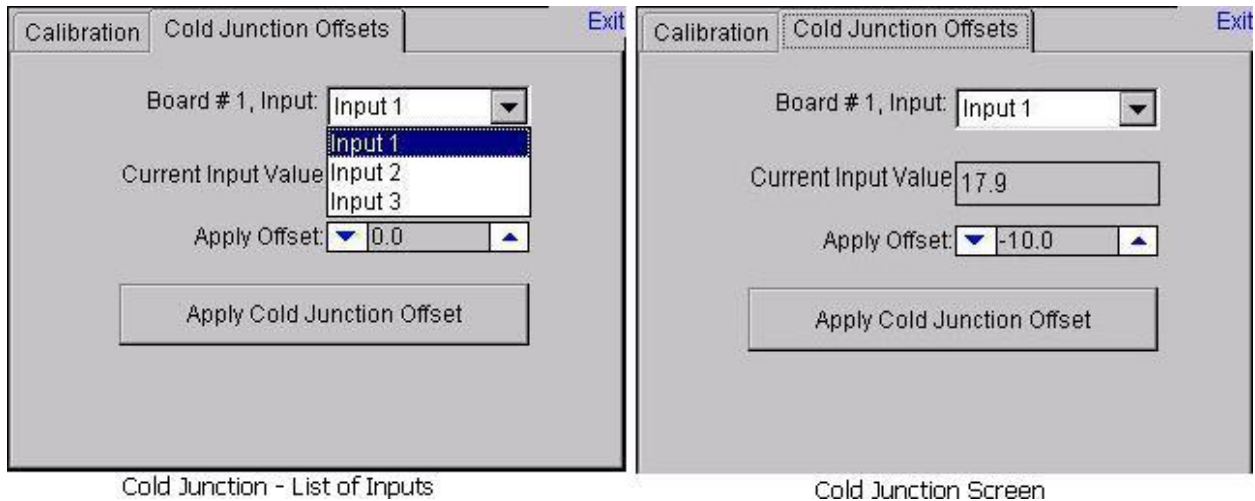 Calibration Cold Junction Offsets Exit
Board # 1, Input: Input 1
Input 1
Current Input Value Input 2
Input 3
Apply Offset: 0.0
Apply Cold Junction Offset
Cold Junction - List of Inputs
Calibration Cold Junction Offsets Exit
Board # 1, Input: Input 1
Current Input Value 17.9
Apply Offset: -10.0
Apply Cold Junction Offset
Cold Junction Screen